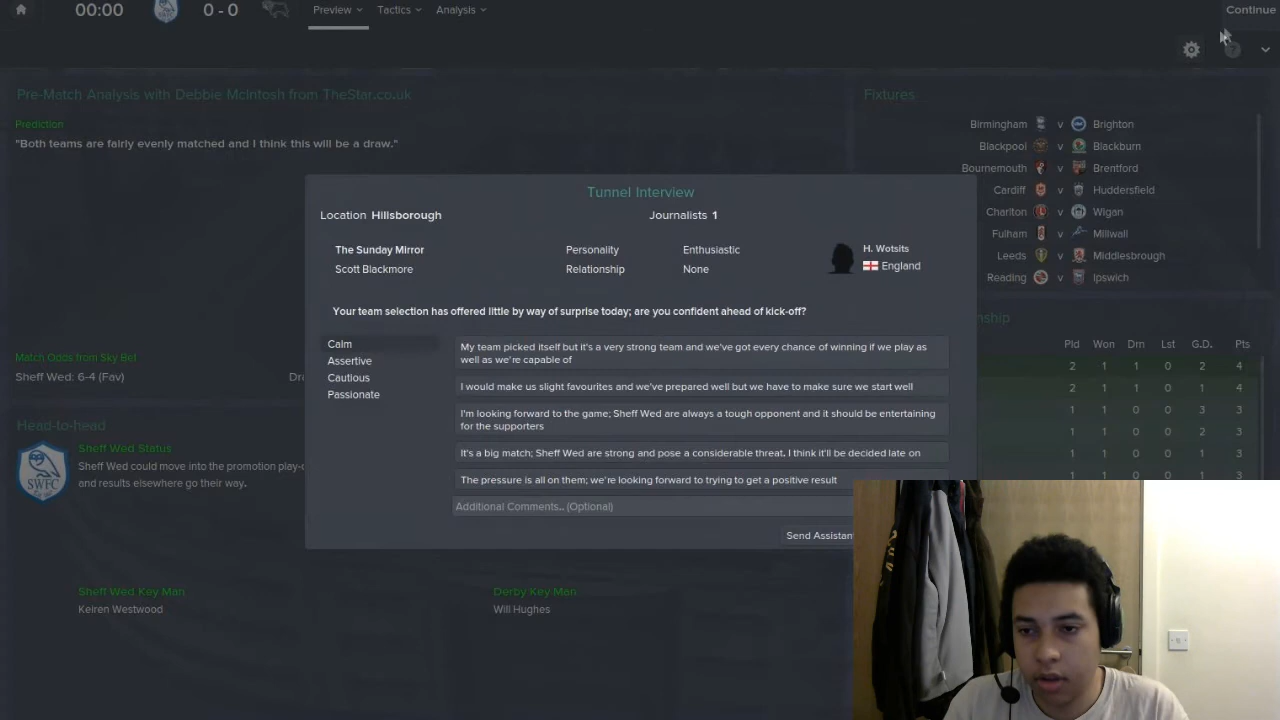 00:00 0 - 0 Preview Tactics Analysis Continue
Pre-Match Analysis with Debbie McIntosh from TheStar.co.uk
Prediction
"Both teams are fairly evenly matched and I think this will be a draw."
Match Odds from Sky Bet
Sheff Wed: 6-4 (Fav)
Head-to-head
SWFC
Sheff Wed Status
Sheff Wed could move into the promotion play-
and results elsewhere go their way.
Sheff Wed Key Man
Keiren Westwood
Derby Key Man
Will Hughes
Tunnel Interview
Location Hillsborough
Journalists 1
The Sunday Mirror
Scott Blackmore
Personality Enthusiastic
Relationship None
H. Wotsits
England
Your team selection has offered little by way of surprise today; are you confident ahead of kick-off?
Calm
Assertive
Cautious
Passionate
My team picked itself but it's a very strong team and we've got every chance of winning if we play as
well as we're capable of
I would make us slight favourites and we've prepared well but we have to make sure we start well
I'm looking forward to the game; Sheff Wed are always a tough opponent and it should be entertaining
for the supporters
It's a big match; Sheff Wed are strong and pose a considerable threat. I think it'll be decided late on
The pressure is all on them; we're looking forward to trying to get a positive result
Additional Comments.. (Optional)
Send Assistant
Fixtures
Birmingham v Brighton
Blackpool v Blackburn
Bournemouth v Brentford
Cardiff v Huddersfield
Charlton v Wigan
Fulham v Millwall
Leeds v Middlesbrough
Reading v Ipswich
Pld Won Drn Lst G.D. Pts
2 1 1 0 2 4
2 1 1 0 1 4
1 1 0 0 3 3
1 1 0 0 2 3
1 1 0 0 1 3
1 1 0 0 1 3